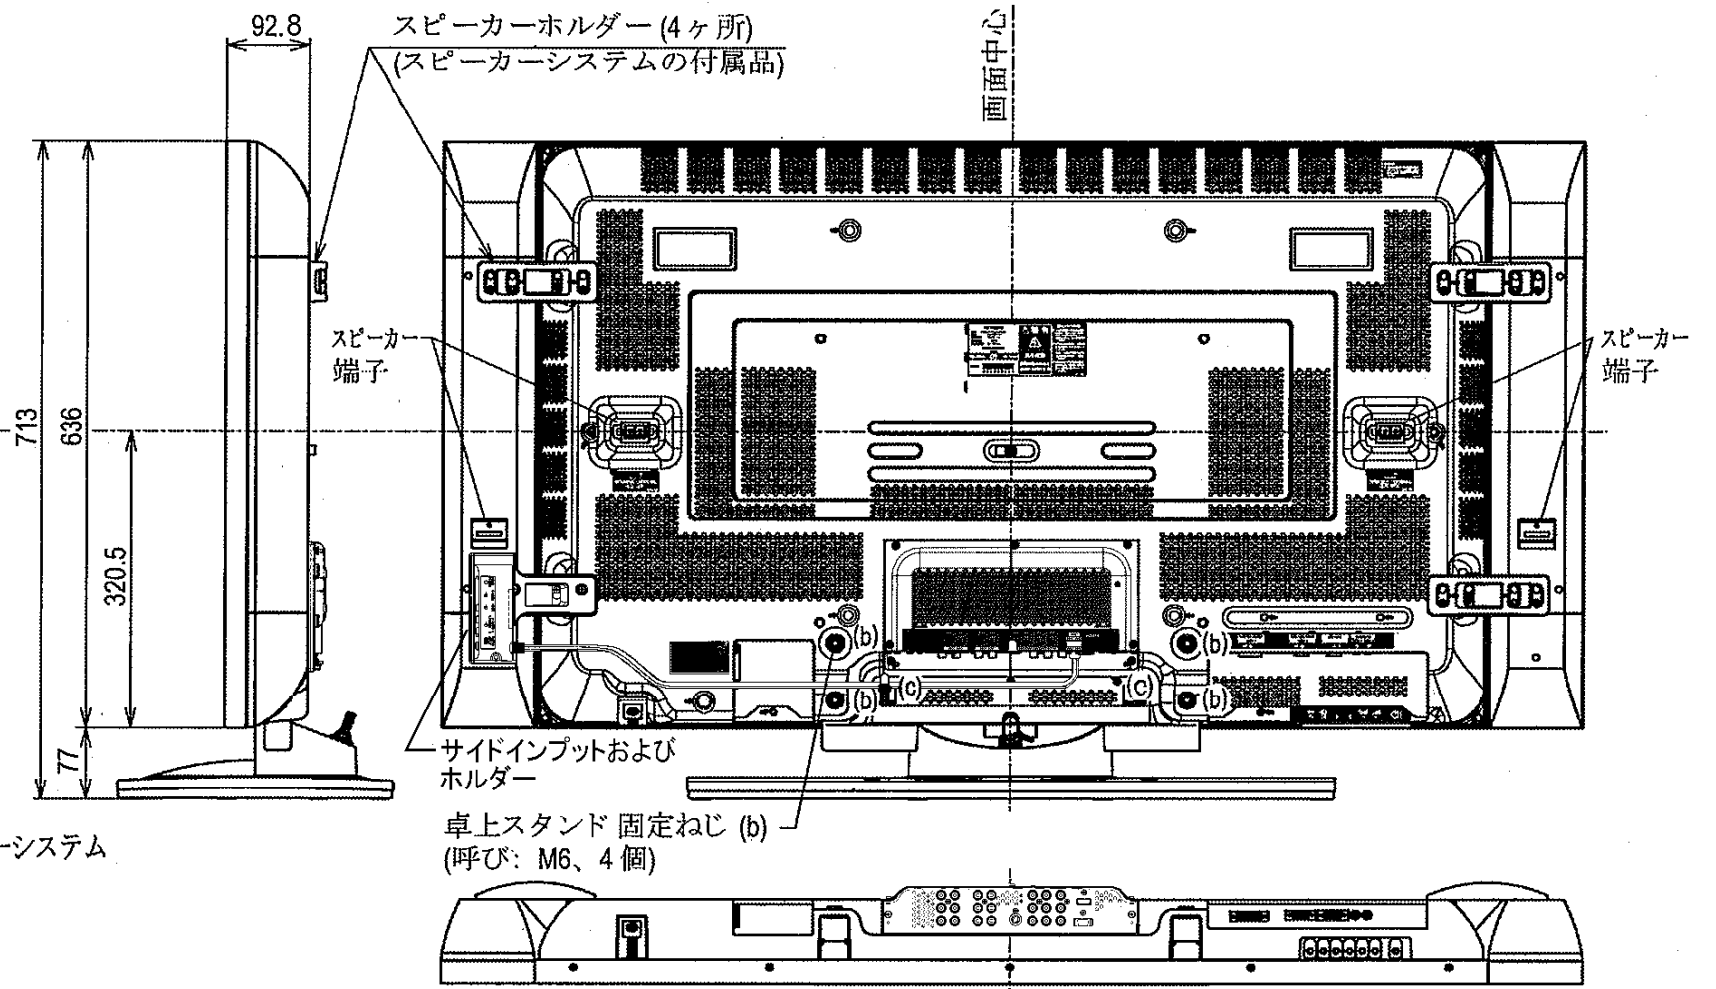 92.8
スピーカーホルダー (4ヶ所)
(スピーカーシステムの付属品)
画面中心
スピーカー
端子
スピーカー
端子
713
636
320.5
77
(b)
(b)
(b)
(b)
(c)
(c)
サイドインプットおよび
ホルダー
卓上スタンド 固定ねじ (b)
(呼び: M6、4個)
ーシステム